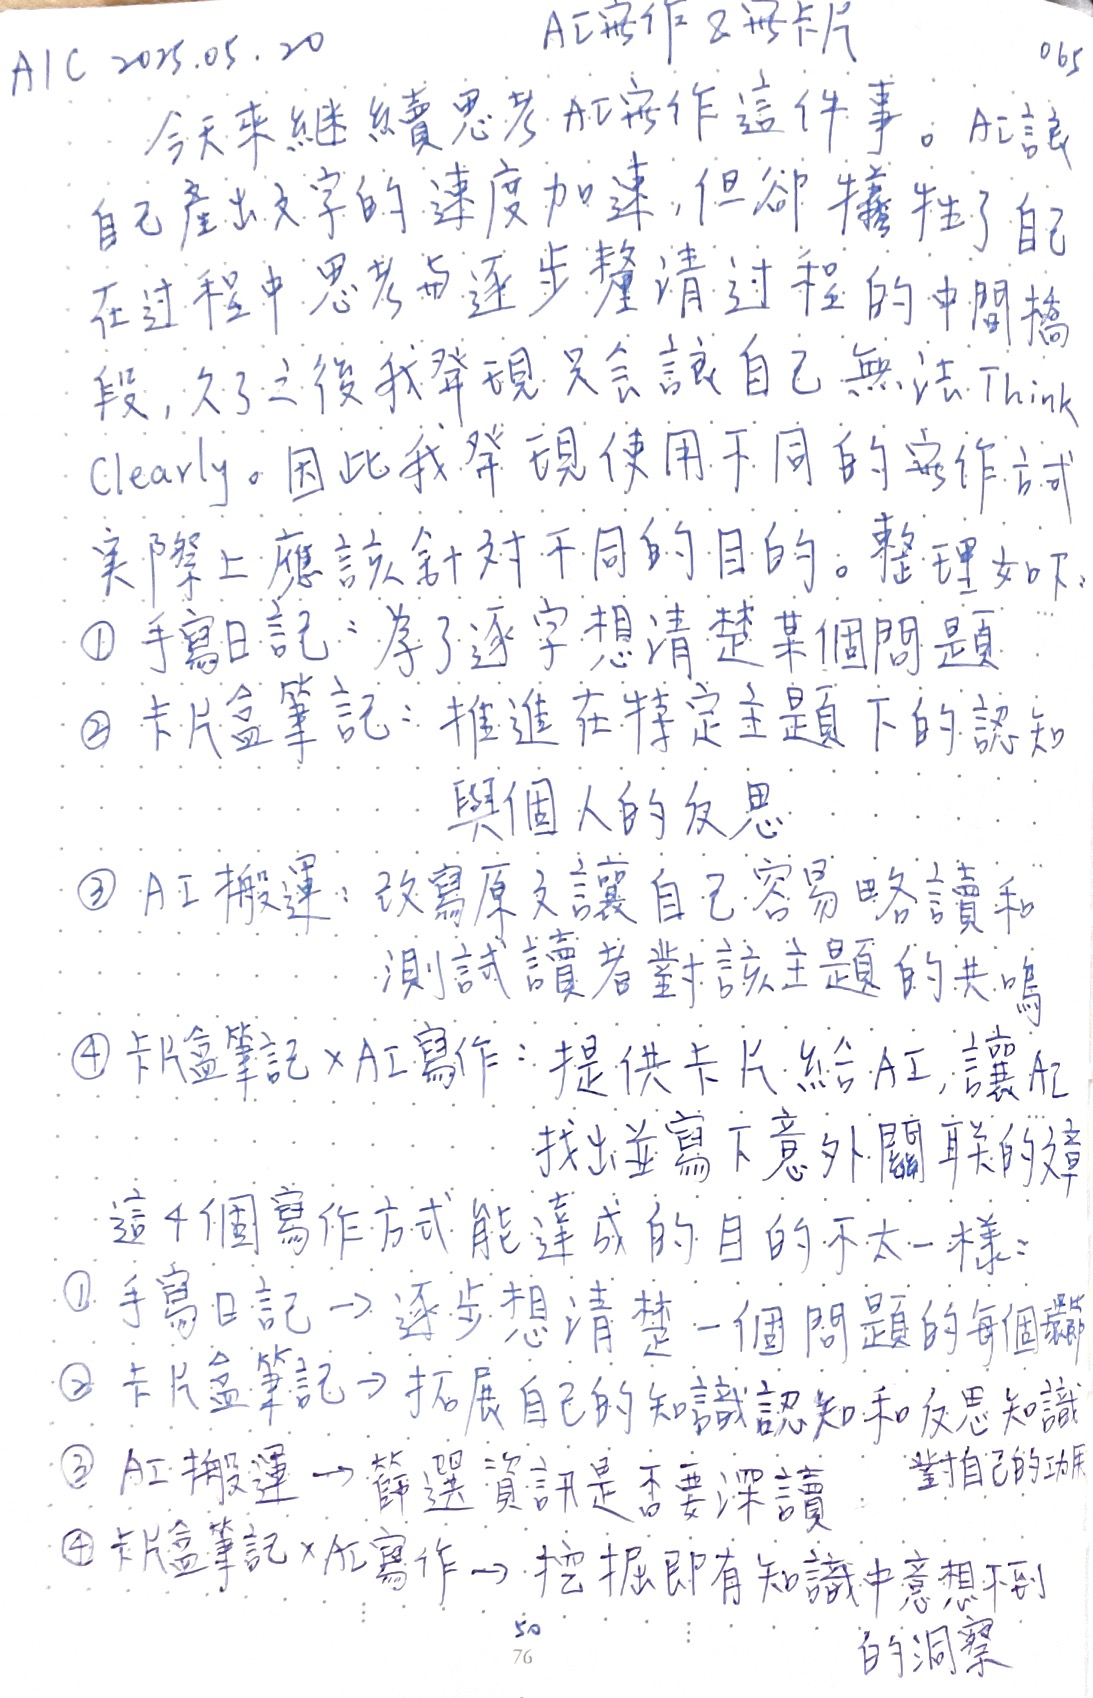 AIC 2025.05.20
AI寫作 & 寫卡片
065
今天來継續思考AI寫作這件事。AI讓
自己產出文字的速度加速,但卻犧牲了自己
在过程中思考与逐步釐清过程的中間橋
段,久了之後我發現只会讓自己無法Think
Clearly。因此我發現使用不同的寫作方式
実際上應該針对不同的目的。整理如下:
① 手寫日記:為了逐字想清楚某個問題
② 卡片盒筆記:推進在特定主題下的認知
與個人的反思
③ AI搬運:改寫原文讓自己容易略讀和
測試讀者對該主題的共鳴
④ 卡片盒筆記×AI寫作:提供卡片給AI,讓AI
找出並寫下意外關联的文章
這4個寫作方式能達成的目的不太一樣:
① 手寫日記→逐步想清楚一個問題的每個環節
② 卡片盒筆記→拓展自己的知識認知和反思知識
對自己的功用
③ AI搬運→篩選資訊是否要深讀
④ 卡片盒筆記×AI寫作→挖掘即有知識中意想不到
的洞察
50
76